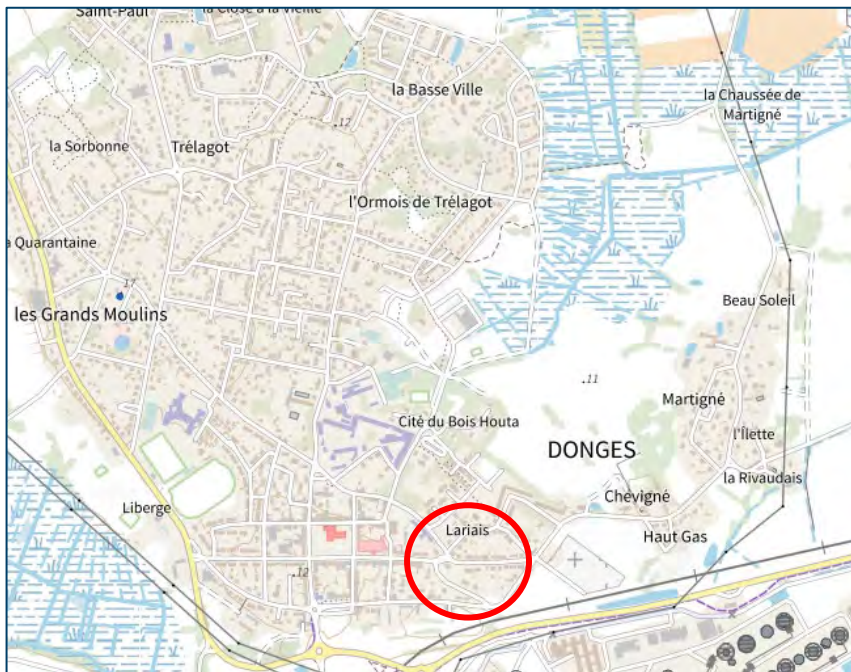 Saint-Paul
la Close à la Vieille
la Basse Ville
la Chaussée de
Martigné
12
la Sorbonne
Trélagot
l'Ormois de Trélagot
a Quarantaine
17
les Grands Moulins
Beau Soleil
11
Martigné
Cité du Bois Houta
l'Îlette
DONGES
la Rivaudais
Chevigné
Liberge
Lariais
Haut Gas
12